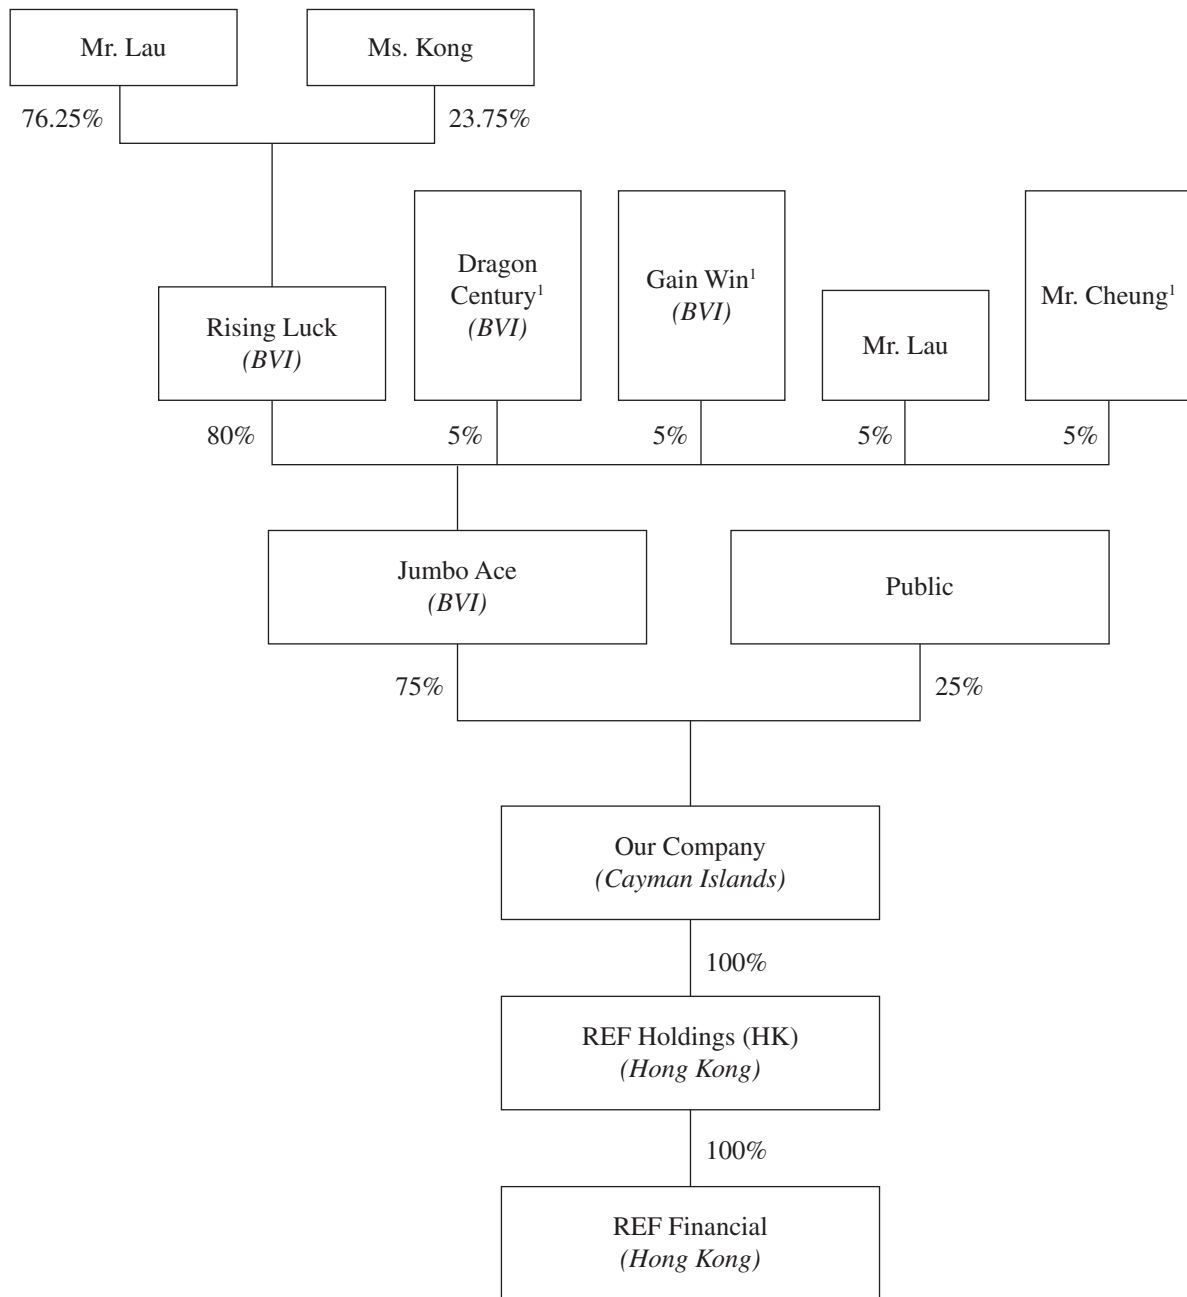 Mr. Lau
Ms. Kong
76.25%
23.75%
Dragon
Century¹
(BVI)
Gain Win¹
(BVI)
Mr. Cheung¹
Rising Luck
(BVI)
Mr. Lau
80%
5%
5%
5%
5%
Jumbo Ace
(BVI)
Public
75%
25%
Our Company
(Cayman Islands)
100%
REF Holdings (HK)
(Hong Kong)
100%
REF Financial
(Hong Kong)